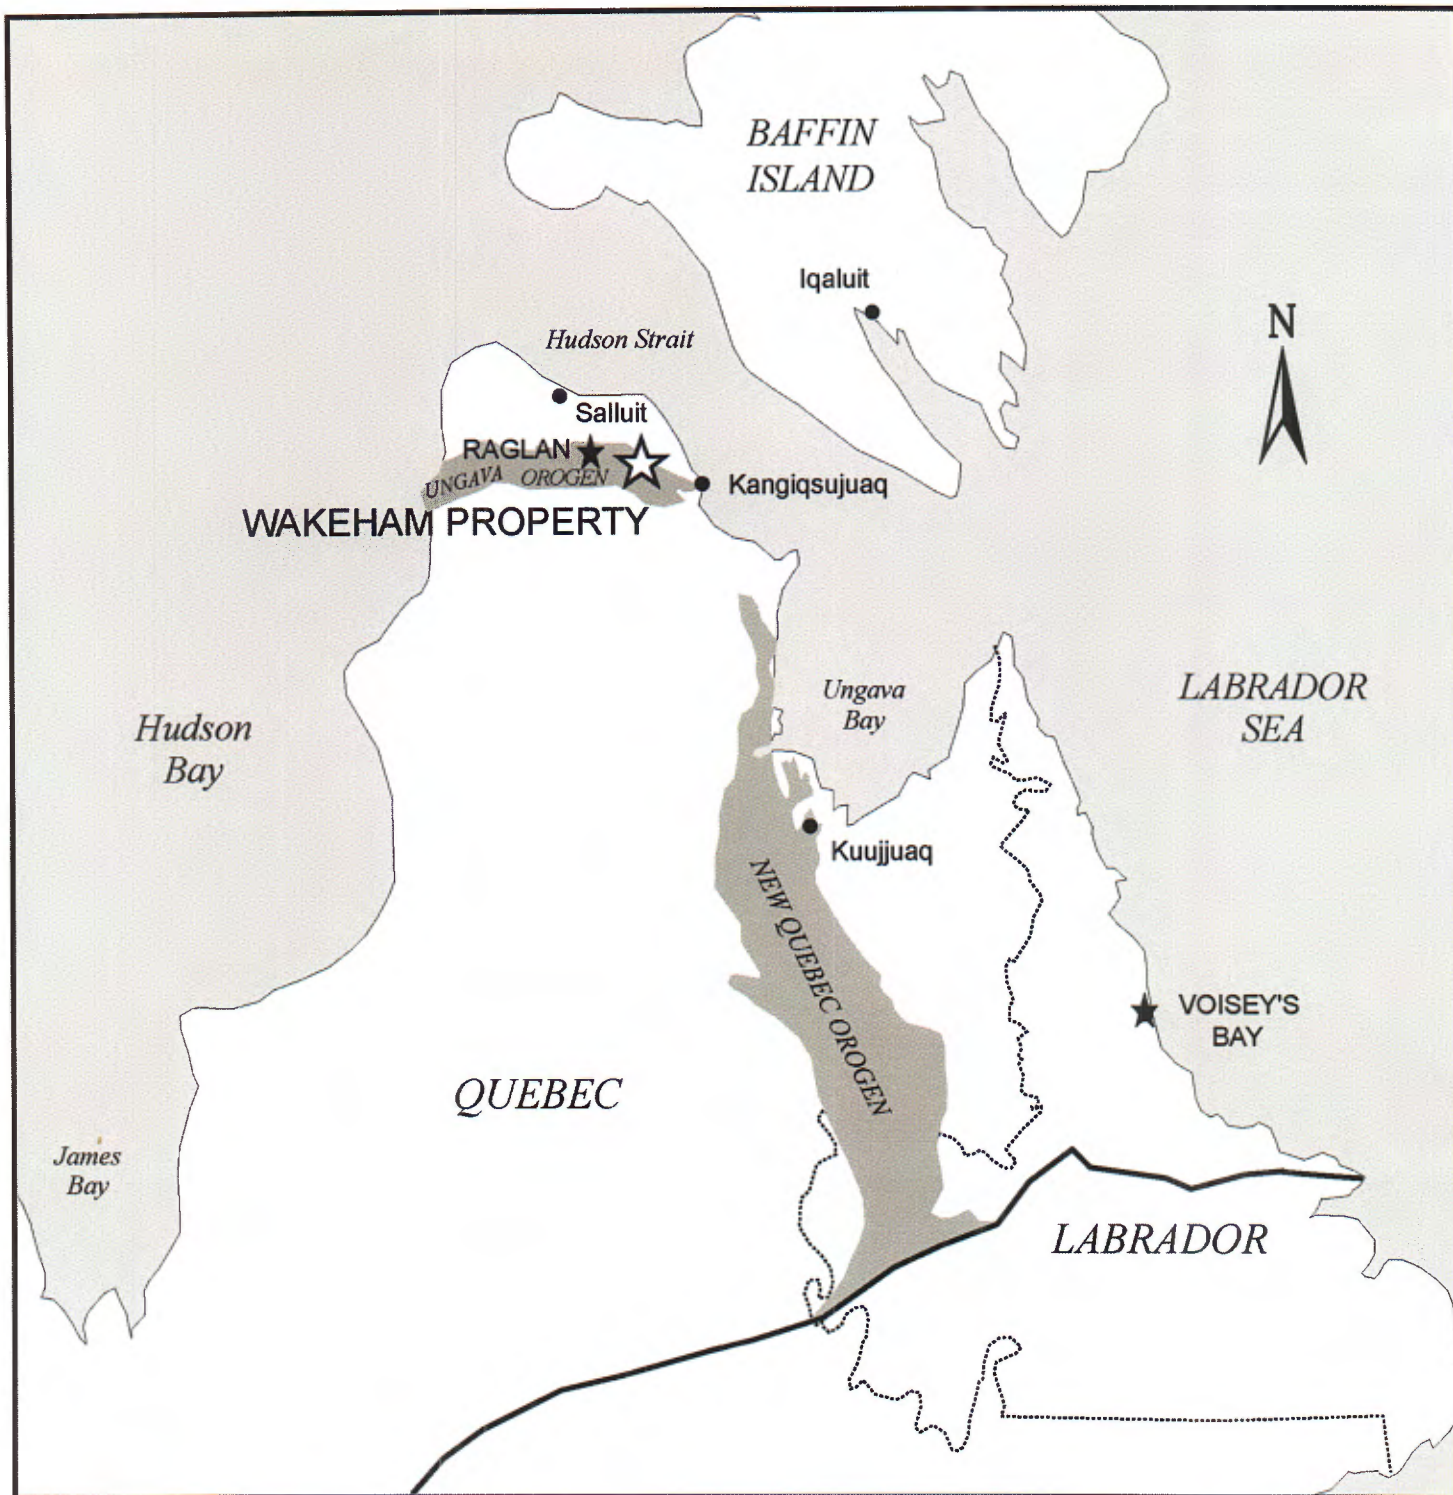 BAFFIN
ISLAND
Iqaluit
N
Hudson Strait
Salluit
RAGLAN
UNGAVA OROGEN
Kangiqsujuaq
WAKEHAM PROPERTY
Ungava
Bay
LABRADOR
SEA
Hudson
Bay
Kuujjuaq
NEW QUEBEC OROGEN
VOISEY'S
BAY
QUEBEC
James
Bay
LABRADOR